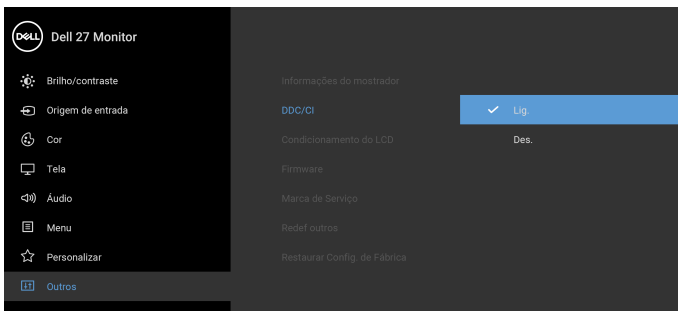 DELL Dell 27 Monitor
Brilho/contraste
Origem de entrada
Cor
Tela
Áudio
Menu
Personalizar
Outros
Informações do mostrador
DDC/CI
Condicionamento do LCD
Firmware
Marca de Serviço
Redef outros
Restaurar Config. de Fábrica
Lig.
Des.